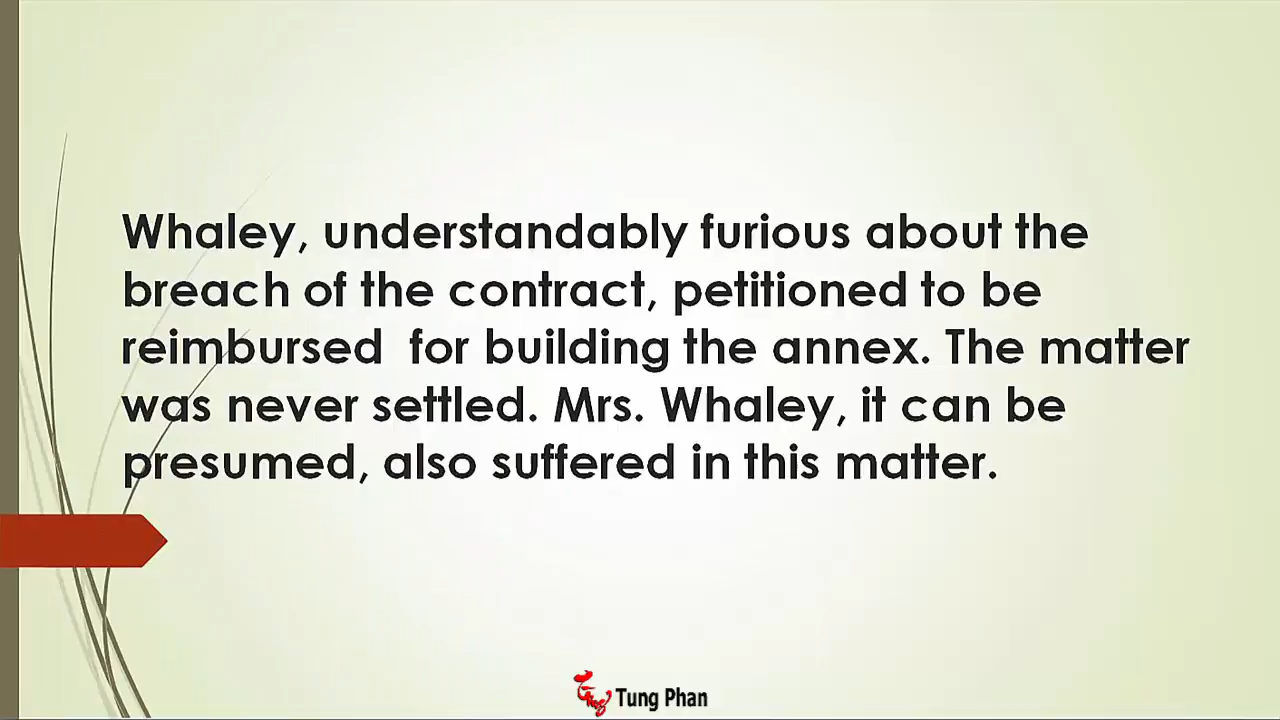 Whaley, understandably furious about the
breach of the contract, petitioned to be
reimbursed for building the annex. The matter
was never settled. Mrs. Whaley, it can be
presumed, also suffered in this matter.
Tung Phan